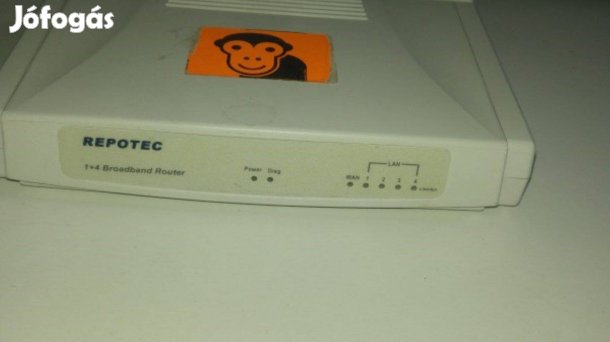 Jófogás
REPOTEC
1+4 Broadband Router
Power Diag
LAN
WAN 1 2 3 4